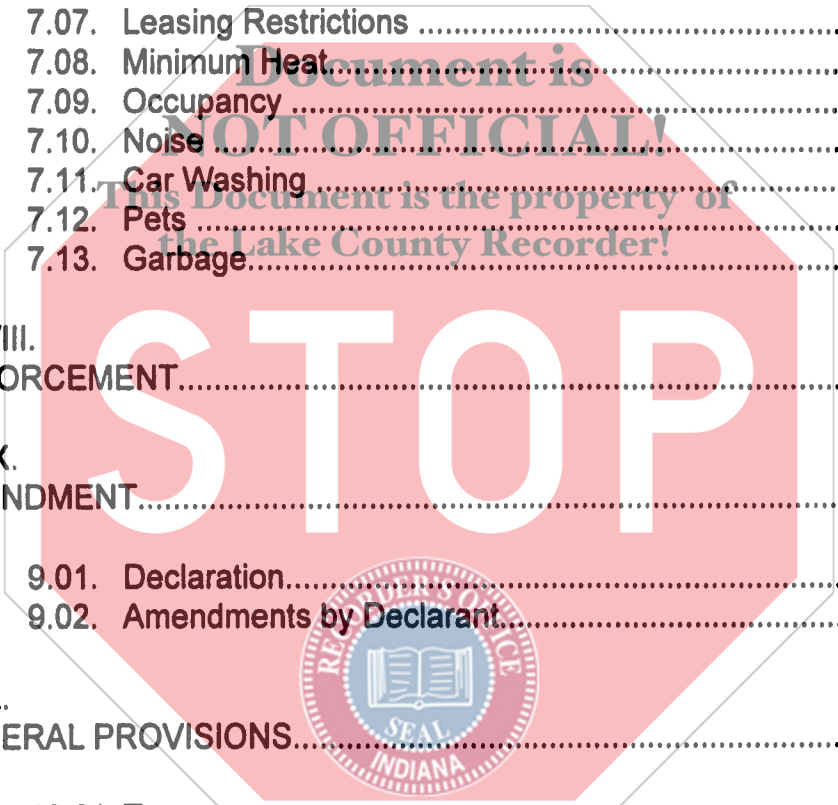 7.07. Leasing Restrictions ........................................
Document is
7.08. Minimum Heat........................................
7.09. Occupancy ........................................
NOT OFFICIAL!
7.10. Noise ........................................
7.11. Car Washing ........................................
This Document is the property of
7.12. Pets ........................................
the Lake County Recorder!
7.13. Garbage........................................
VIII.
ORCEMENT........................................
STOP
X.
NDMENT........................................
9.01. Declaration........................................
9.02. Amendments by Declarant........................................
RECORDER'S OFFICE
SEAL
INDIANA
ERAL PROVISIONS........................................